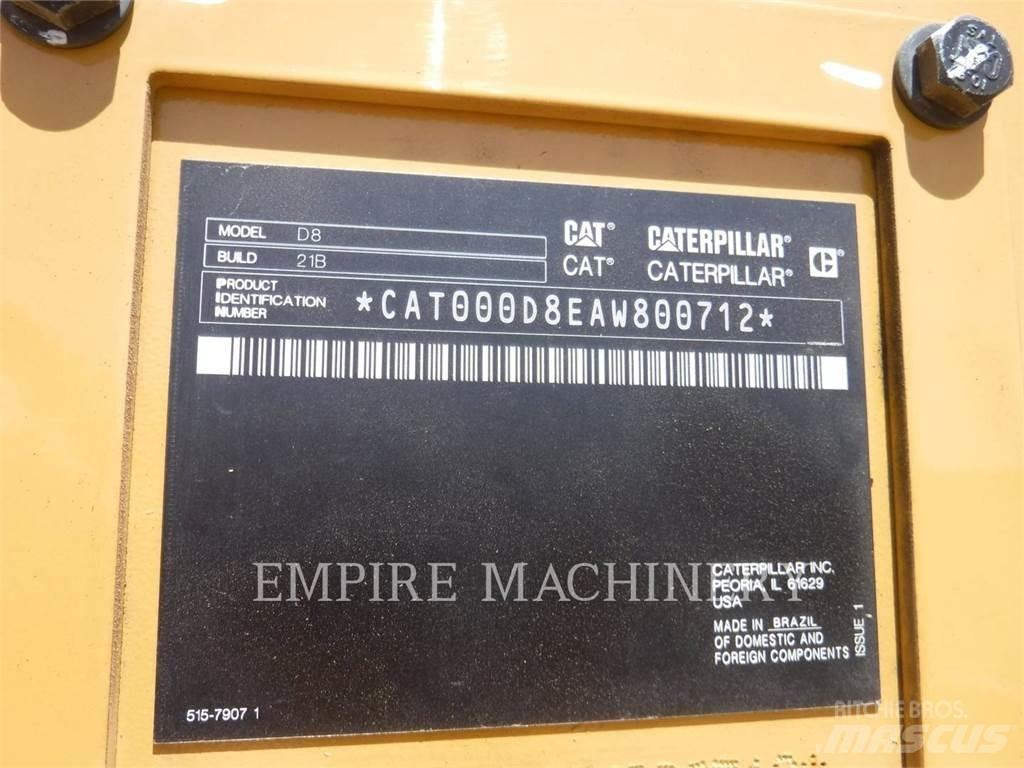 MODEL D8
BUILD 21B
PRODUCT
IDENTIFICATION
NUMBER
*CAT000D8EAW800712*
CAT® CATERPILLAR® C®
CAT® CATERPILLAR®
EMPIRE MACHINERY
CATERPILLAR INC.
PEORIA, IL 61629
USA
MADE IN BRAZIL
OF DOMESTIC AND
FOREIGN COMPONENTS
ISSUE, 1
515-7907 1
RITCHIE BROS.
MASCUS